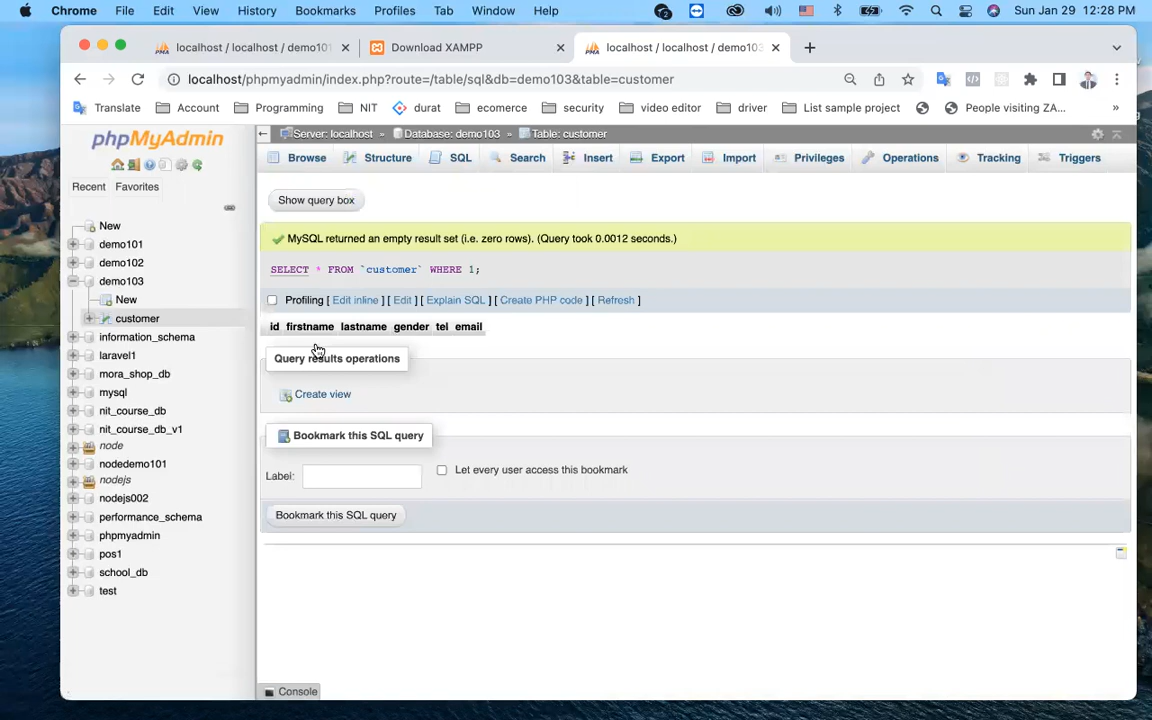 Chrome File Edit View History Bookmarks Profiles Tab Window Help Sun Jan 29 12:28 PM
localhost / localhost / demo101 Download XAMPP localhost / localhost / demo103
localhost/phpmyadmin/index.php?route=/table/sql&db=demo103&table=customer
Translate Account Programming NIT durat ecomerce security video editor driver List sample project People visiting ZA... »
phpMyAdmin
Recent Favorites
New
demo101
demo102
demo103
New
customer
information_schema
laravel1
mora_shop_db
mysql
nit_course_db
nit_course_db_v1
node
nodedemo101
nodejs
nodejs002
performance_schema
phpmyadmin
pos1
school_db
test
Server: localhost » Database: demo103 » Table: customer
Browse Structure SQL Search Insert Export Import Privileges Operations Tracking Triggers
Show query box
MySQL returned an empty result set (i.e. zero rows). (Query took 0.0012 seconds.)
SELECT * FROM `customer` WHERE 1;
Profiling [ Edit inline ] [ Edit ] [ Explain SQL ] [ Create PHP code ] [ Refresh ]
id firstname lastname gender tel email
Query results operations
Create view
Bookmark this SQL query
Label: Let every user access this bookmark
Bookmark this SQL query
Console